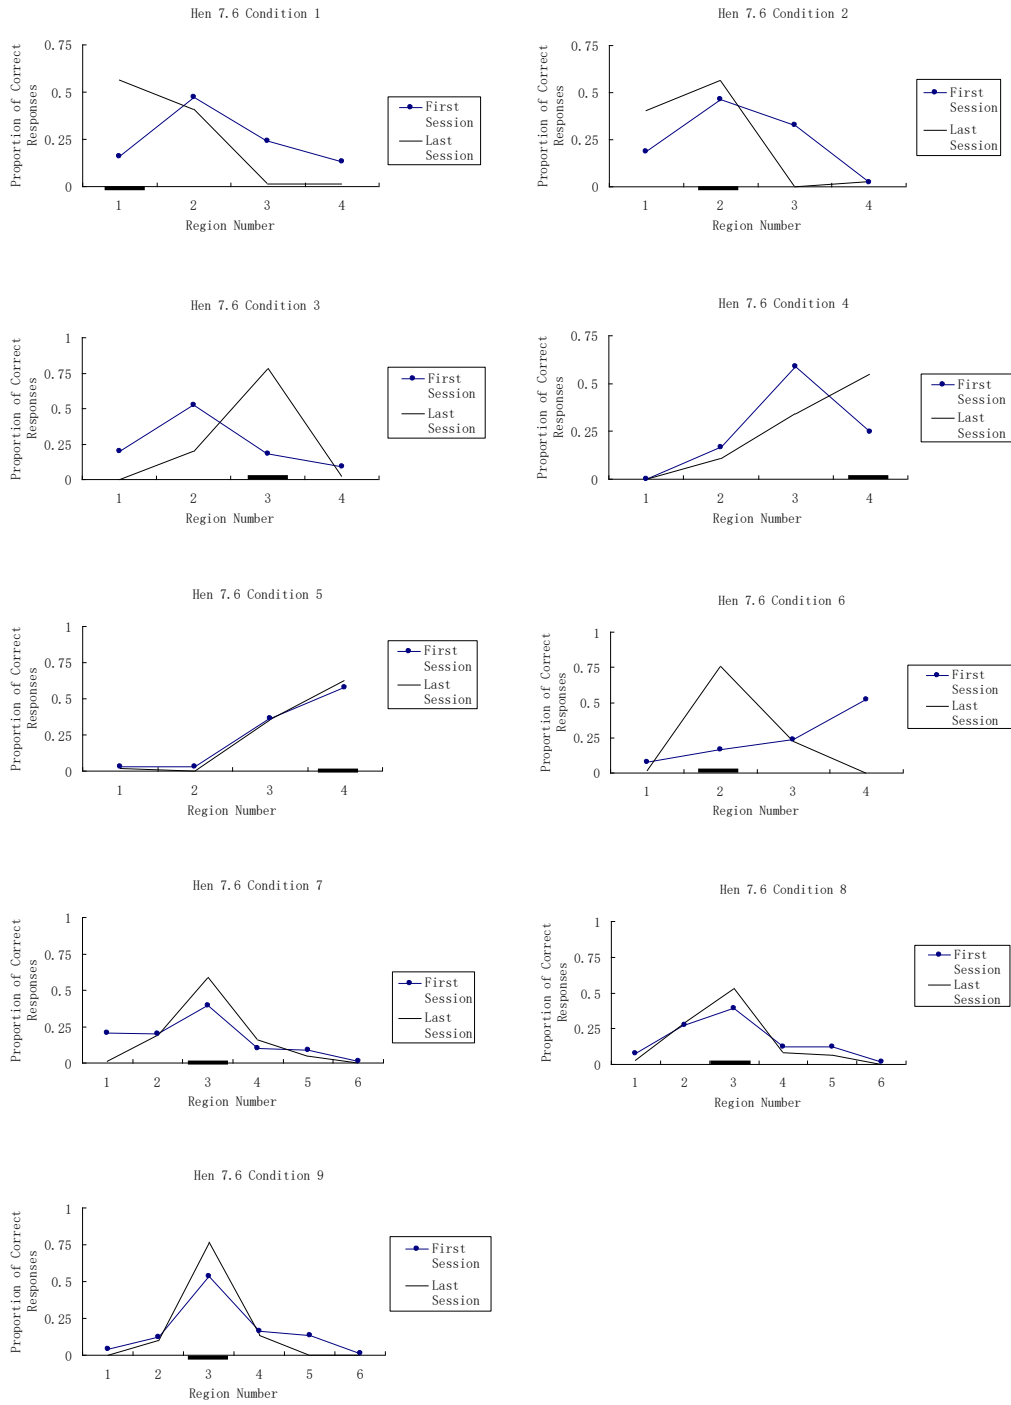 Hen 7.6 Condition 1
Proportion of Correct
Responses
0.75
0.5
0.25
0
1 2 3 4
Region Number
First
Session
Last
Session
Hen 7.6 Condition 2
Proportion of Correct
Responses
0.75
0.5
0.25
0
1 2 3 4
Region Number
First
Session
Last
Session
Hen 7.6 Condition 3
Proportion of Correct
Responses
1
0.75
0.5
0.25
0
1 2 3 4
Region Number
First
Session
Last
Session
Hen 7.6 Condition 4
Proportion of Correct
Responses
0.75
0.5
0.25
0
1 2 3 4
Region Number
First
Session
Last
Session
Hen 7.6 Condition 5
Proportion of Correct
Responses
1
0.75
0.5
0.25
0
1 2 3 4
Region Number
First
Session
Last
Session
Hen 7.6 Condition 6
Proportion of Correct
Responses
1
0.75
0.5
0.25
0
1 2 3 4
Region Number
First
Session
Last
Session
Hen 7.6 Condition 7
Proportion of Correct
Responses
1
0.75
0.5
0.25
0
1 2 3 4 5 6
Region Number
First
Session
Last
Session
Hen 7.6 Condition 8
Proportion of Correct
Responses
1
0.75
0.5
0.25
0
1 2 3 4 5 6
Region Number
First
Session
Last
Session
Hen 7.6 Condition 9
Proportion of Correct
Responses
1
0.75
0.5
0.25
0
1 2 3 4 5 6
Region Number
First
Session
Last
Session